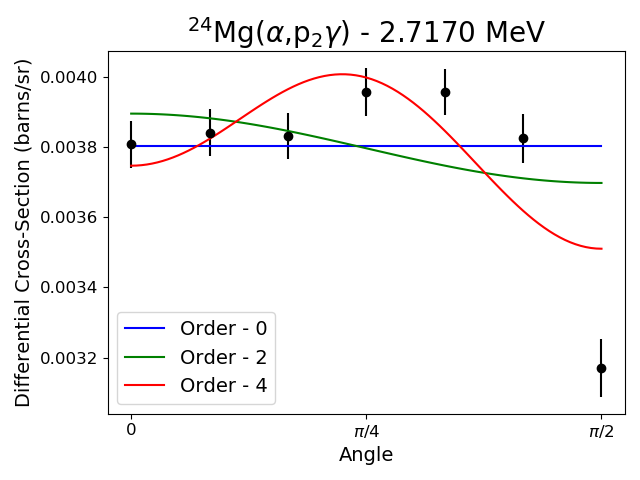 ²⁴Mg(α,p₂γ) - 2.7170 MeV
Differential Cross-Section (barns/sr)
0.0040
0.0038
0.0036
0.0034
0.0032
Order - 0
Order - 2
Order - 4
0
π/4
π/2
Angle